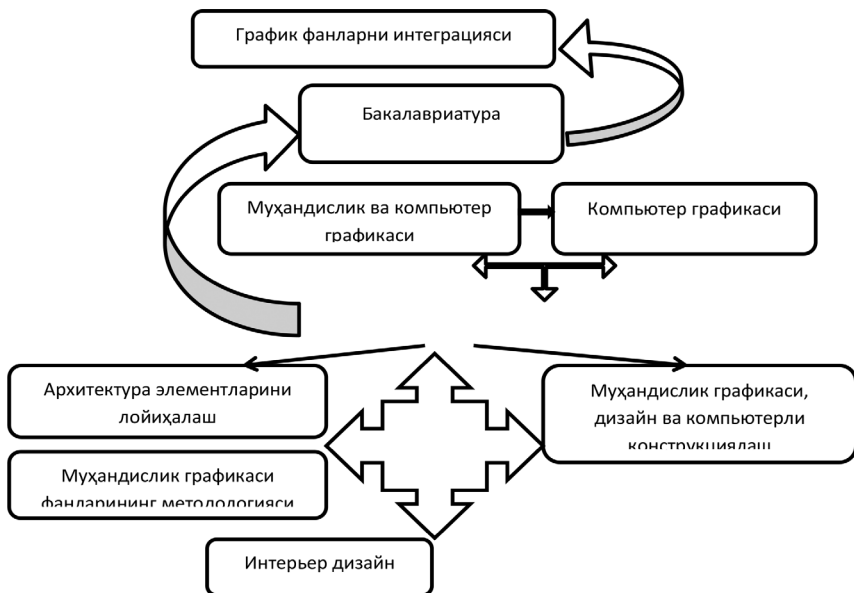 График фанларни интеграцияси
Бакалавриатура
Муҳандислик ва компьютер
графикаси
Компьютер графикаси
Архитектура элементларини
лойиҳалаш
Муҳандислик графикаси,
дизайн ва компьютерли
конструкциялаш
Муҳандислик графикаси
фанларининг методологияси
Интерьер дизайн